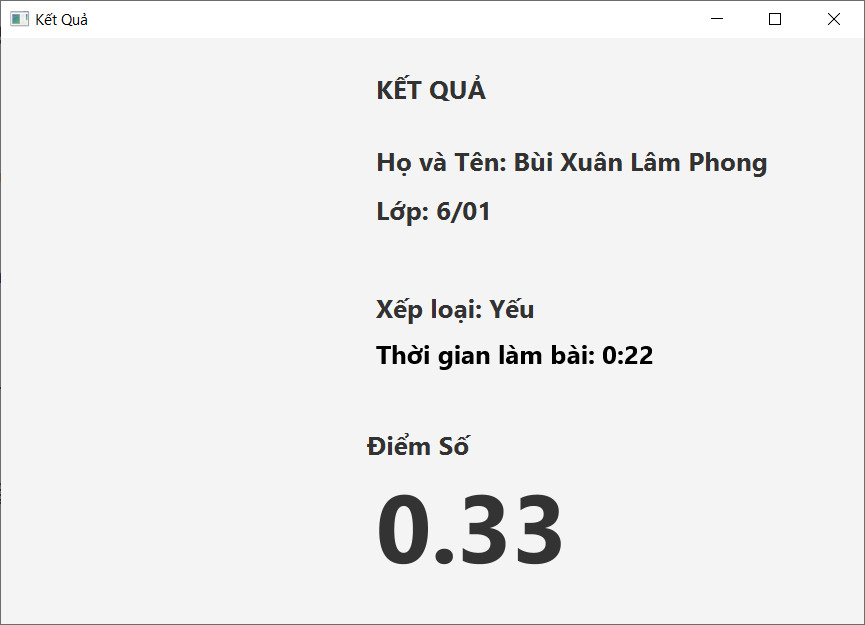 Kết Quả
KẾT QUẢ
Họ và Tên: Bùi Xuân Lâm Phong
Lớp: 6/01
Xếp loại: Yếu
Thời gian làm bài: 0:22
Điểm Số
0.33